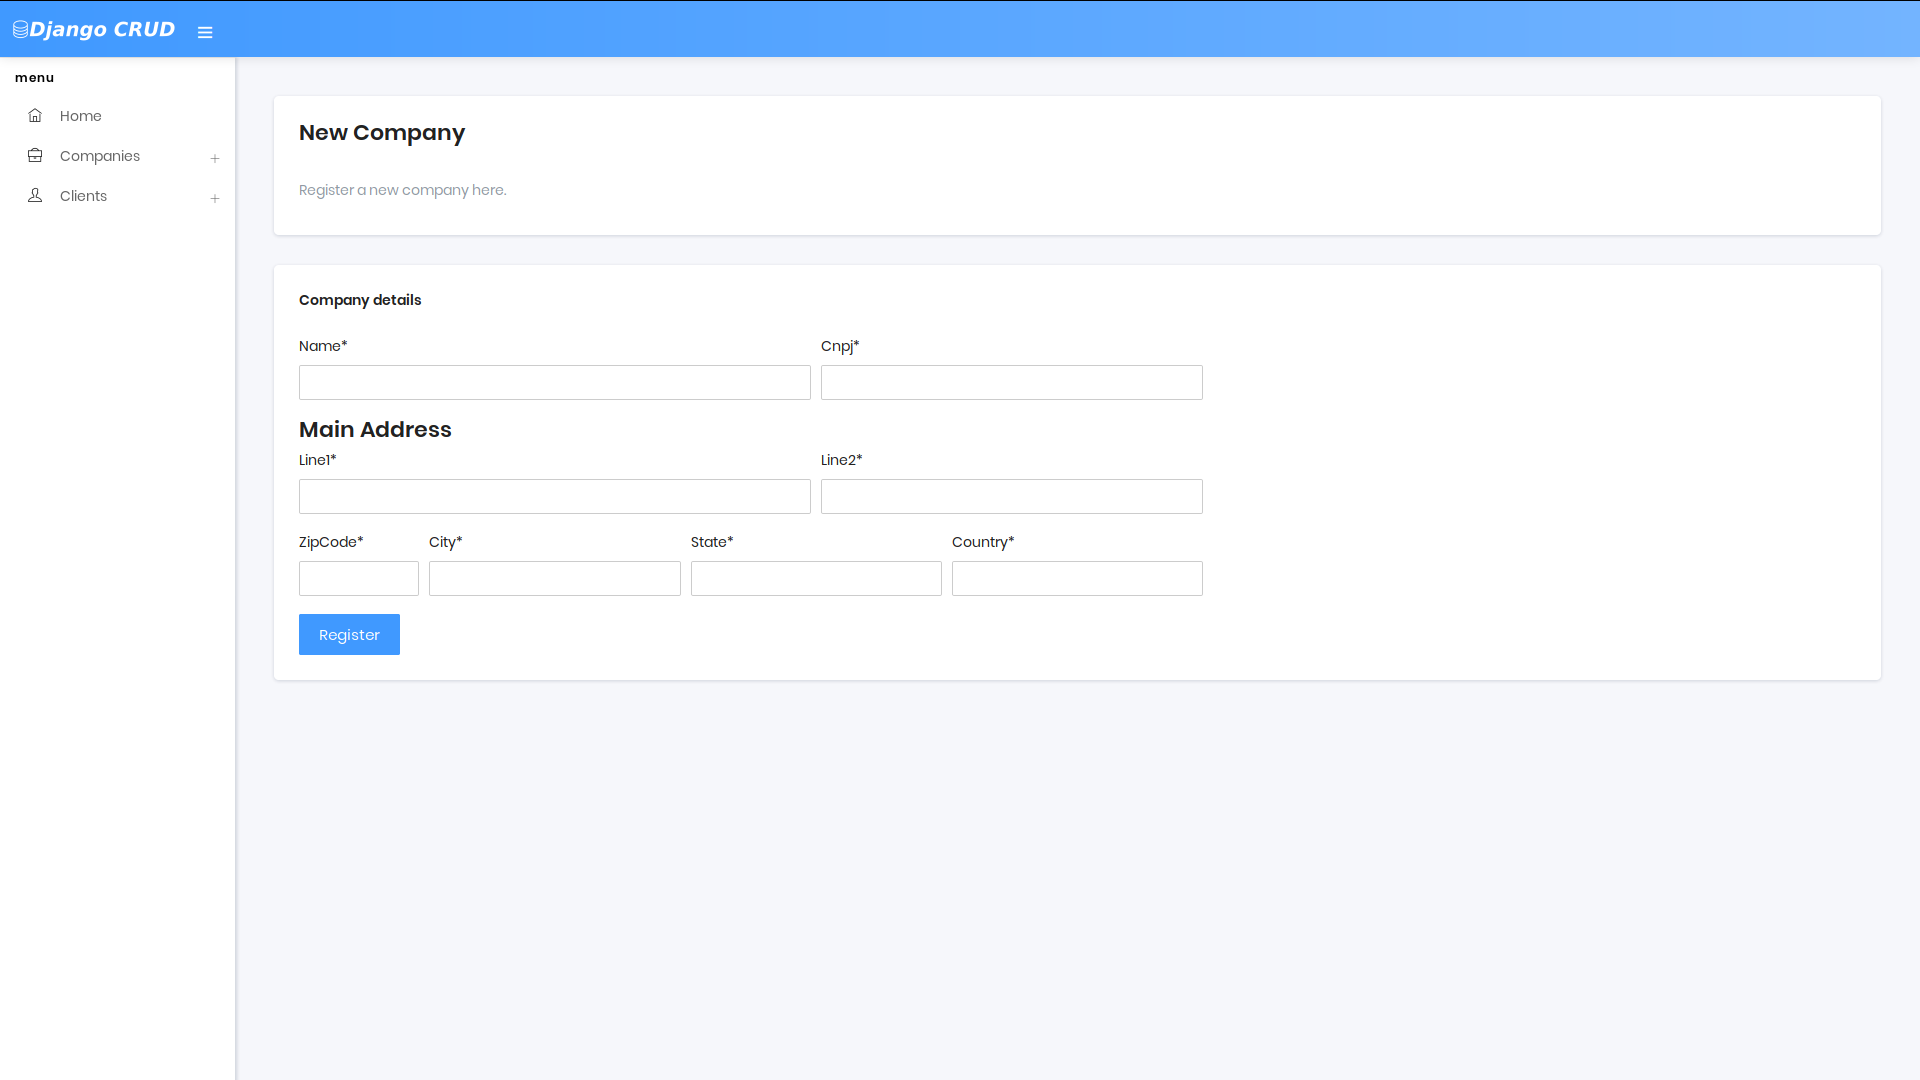 Django CRUD
menu
Home
Companies
Clients
New Company
Register a new company here.
Company details
Name* Cnpj*
Main Address
Line1* Line2*
ZipCode* City* State* Country*
Register